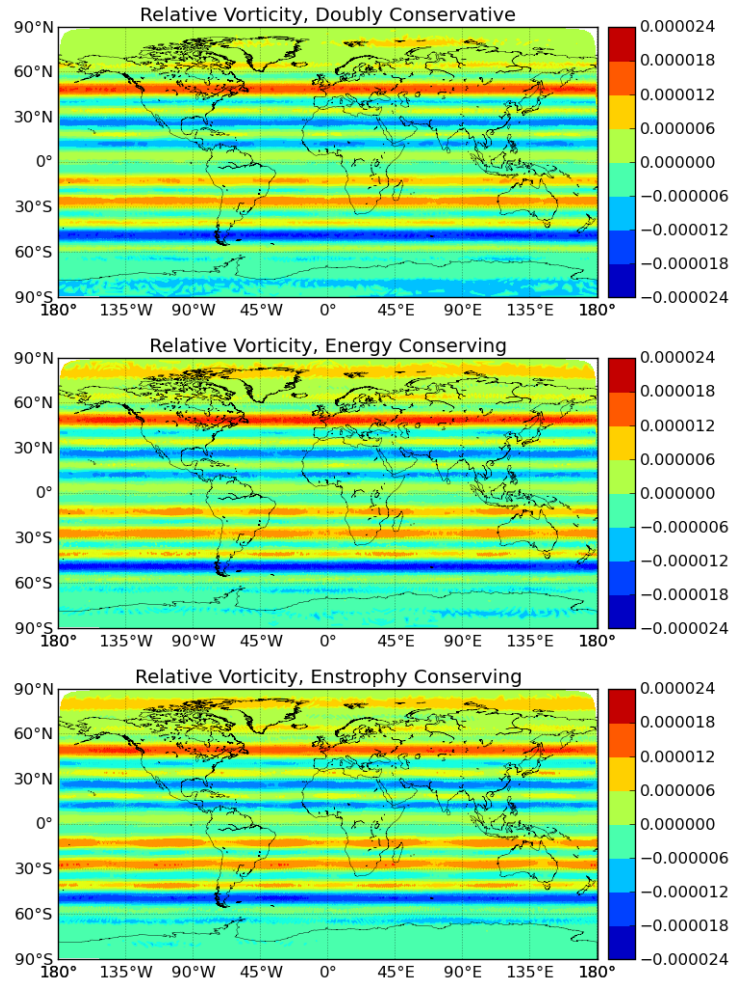 Relative Vorticity, Doubly Conservative
90°N
60°N
30°N
0°
30°S
60°S
90°S
180° 135°W 90°W 45°W 0° 45°E 90°E 135°E 180°
0.000024
0.000018
0.000012
0.000006
0.000000
−0.000006
−0.000012
−0.000018
−0.000024
Relative Vorticity, Energy Conserving
90°N
60°N
30°N
0°
30°S
60°S
90°S
180° 135°W 90°W 45°W 0° 45°E 90°E 135°E 180°
0.000024
0.000018
0.000012
0.000006
0.000000
−0.000006
−0.000012
−0.000018
−0.000024
Relative Vorticity, Enstrophy Conserving
90°N
60°N
30°N
0°
30°S
60°S
90°S
180° 135°W 90°W 45°W 0° 45°E 90°E 135°E 180°
0.000024
0.000018
0.000012
0.000006
0.000000
−0.000006
−0.000012
−0.000018
−0.000024